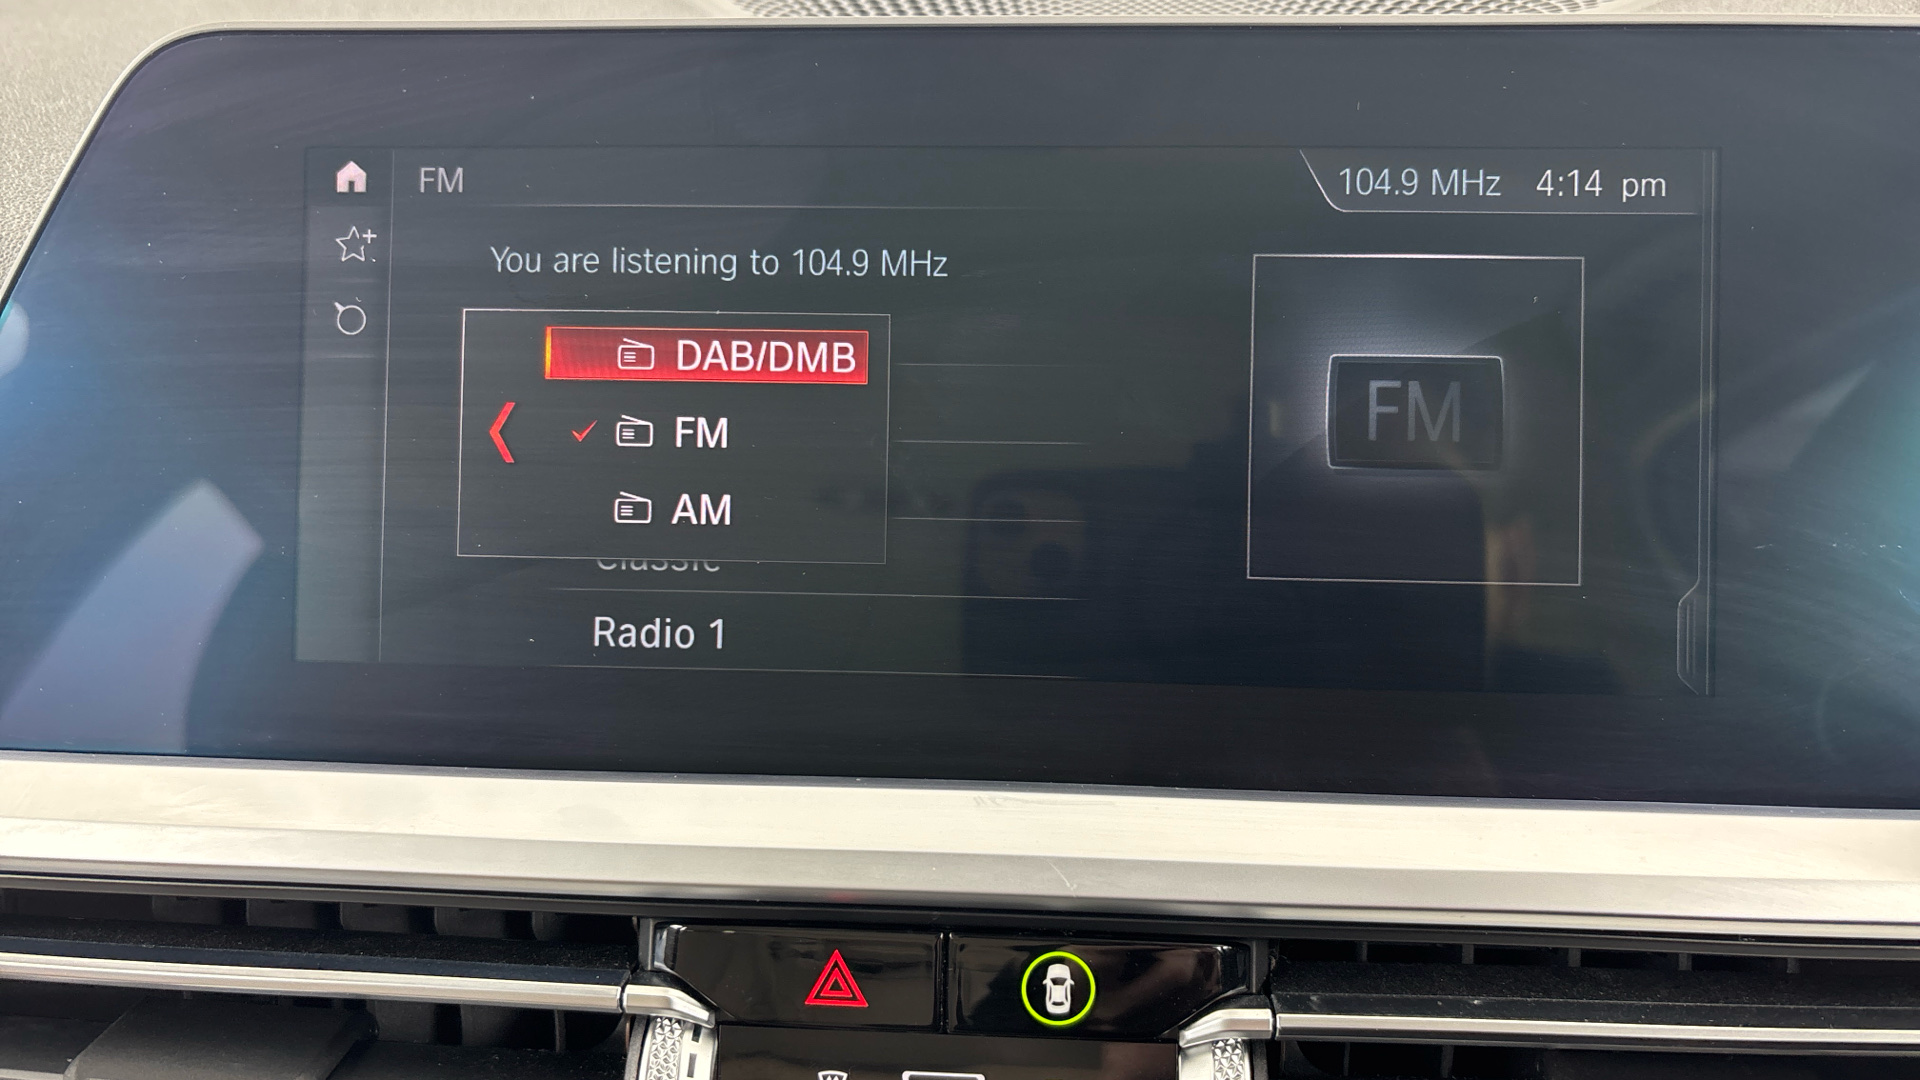 FM
104.9 MHz 4:14 pm
You are listening to 104.9 MHz
DAB/DMB
FM
AM
FM
Classic
Radio 1